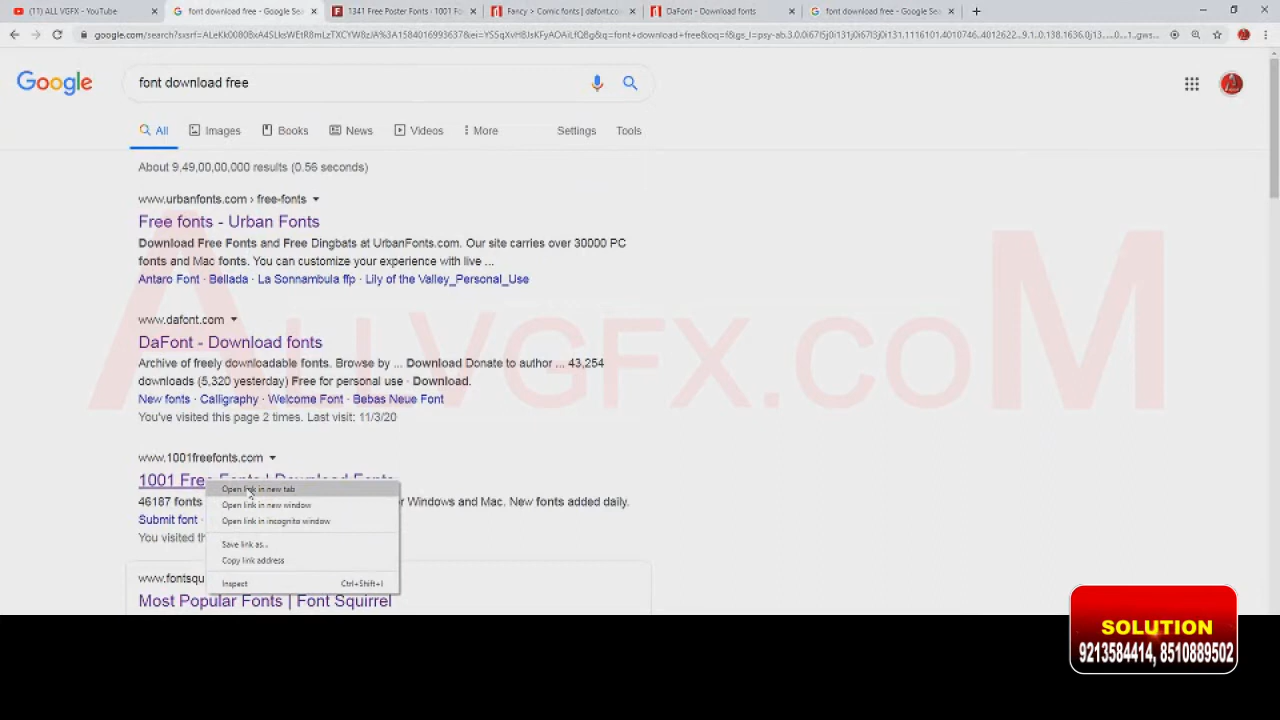 (11) ALL VGFX - YouTube
font download free - Google Sea
1341 Free Poster Fonts · 1001 Fo
Fancy > Comic fonts | dafont.com
DaFont - Download fonts
font download free - Google Sea
Google
font download free
All
Images
Books
News
Videos
More
Settings
Tools
About 9,49,00,00,000 results (0.56 seconds)
www.urbanfonts.com › free-fonts
Free fonts - Urban Fonts
Download Free Fonts and Free Dingbats at UrbanFonts.com. Our site carries over 30000 PC
fonts and Mac fonts. You can customize your experience with live ...
Antaro Font · Bellada · La Sonnambula ffp · Lily of the Valley_Personal_Use
ALLVGFX.COM
www.dafont.com
DaFont - Download fonts
Archive of freely downloadable fonts. Browse by ... Download Donate to author ... 43,254
downloads (5,320 yesterday) Free for personal use · Download.
New fonts · Calligraphy · Welcome Font · Bebas Neue Font
You've visited this page 2 times. Last visit: 11/3/20
www.1001freefonts.com
1001 Free Fonts | Download Fonts
46187 fonts
r Windows and Mac. New fonts added daily.
Submit font ·
You visited th
Open link in new tab
Open link in new window
Open link in incognito window
Save link as...
Copy link address
Inspect Ctrl+Shift+I
www.fontsqu
Most Popular Fonts | Font Squirrel
SOLUTION
9213584414, 8510889502